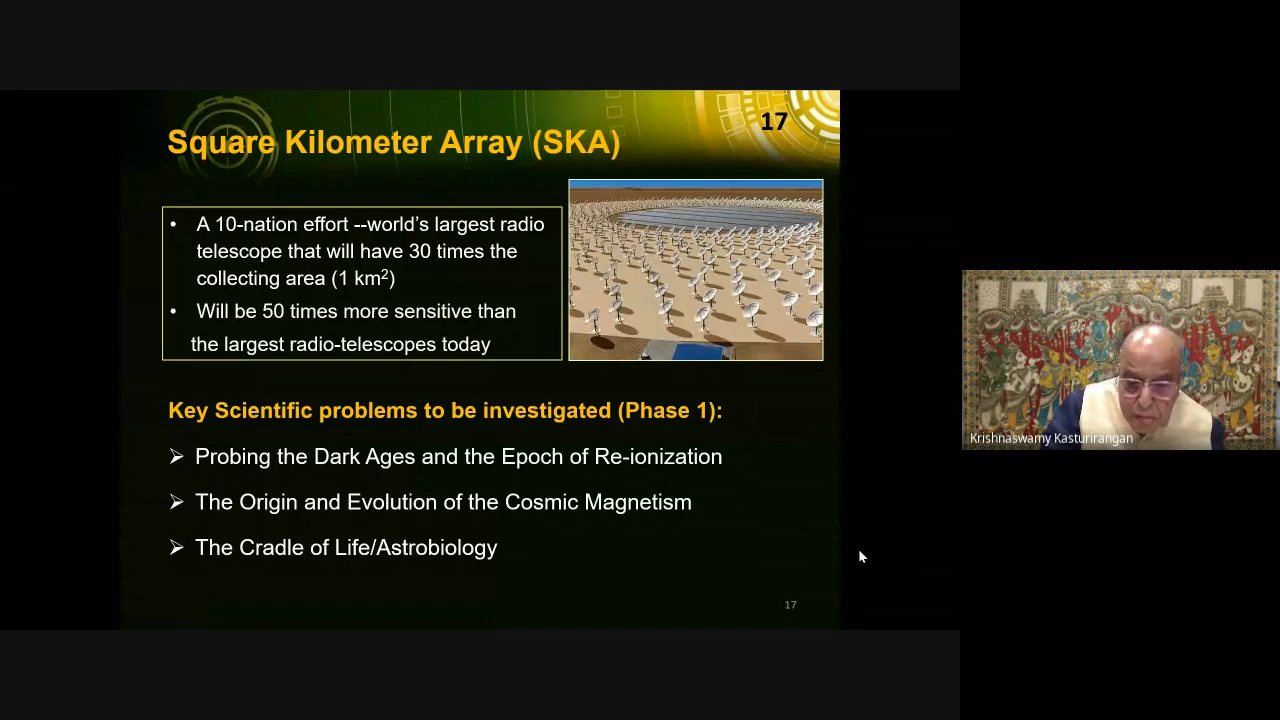 17
Square Kilometer Array (SKA)
• A 10-nation effort --world’s largest radio
telescope that will have 30 times the
collecting area (1 km²)
• Will be 50 times more sensitive than
the largest radio-telescopes today
Key Scientific problems to be investigated (Phase 1):
➢ Probing the Dark Ages and the Epoch of Re-ionization
➢ The Origin and Evolution of the Cosmic Magnetism
➢ The Cradle of Life/Astrobiology
17
Krishnaswamy Kasturirangan